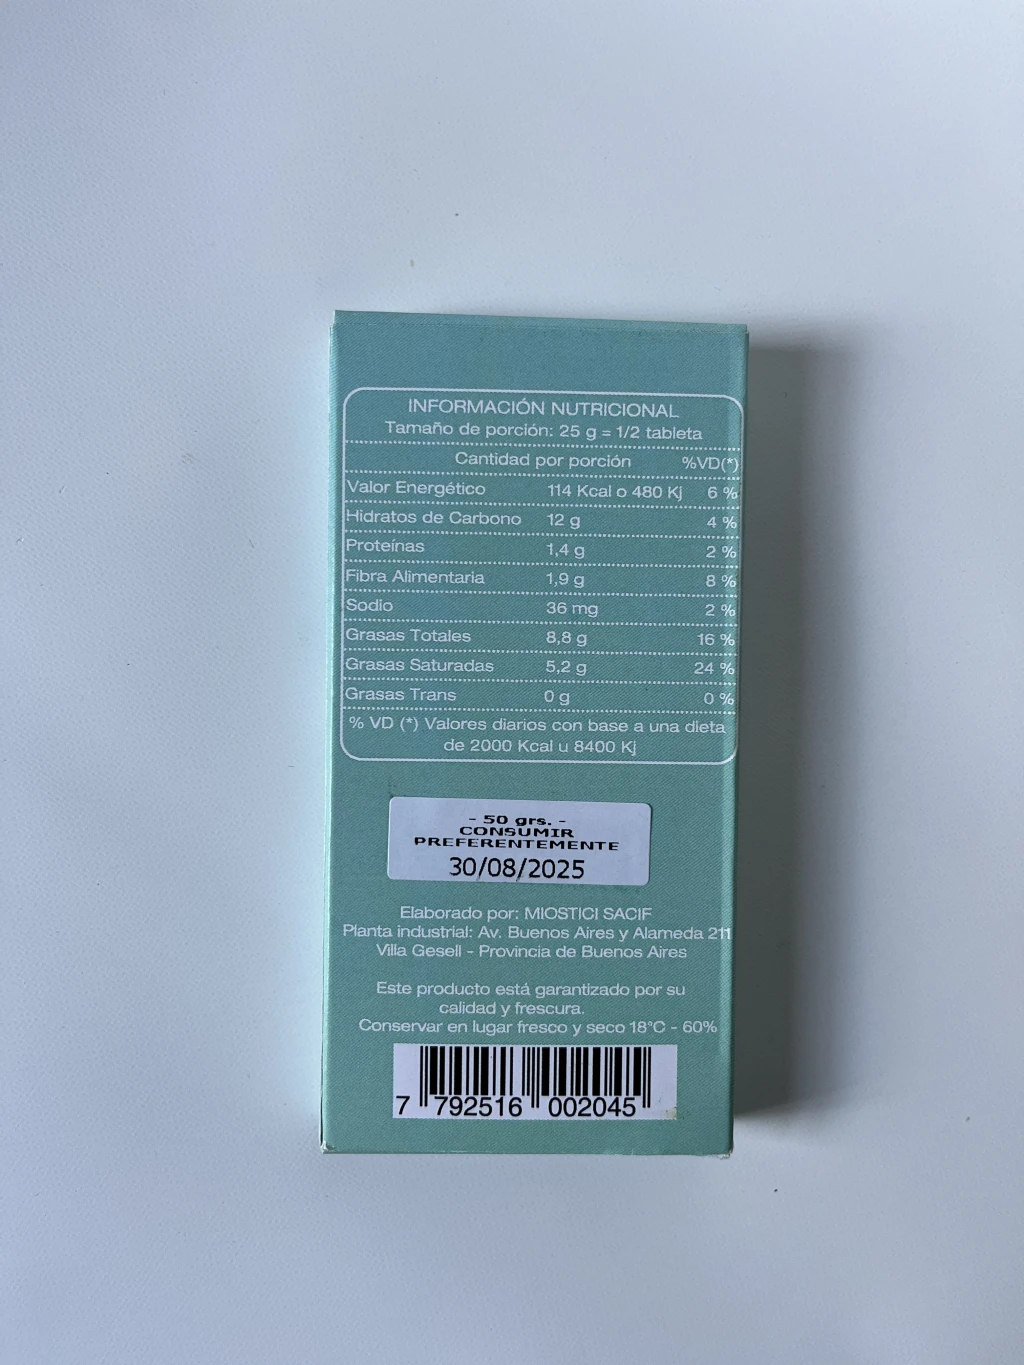 INFORMACIÓN NUTRICIONAL
Tamaño de porción: 25 g = 1/2 tableta
Cantidad por porción %VD(*)
Valor Energético 114 Kcal o 480 Kj 6 %
Hidratos de Carbono 12 g 4 %
Proteínas 1,4 g 2 %
Fibra Alimentaria 1,9 g 8 %
Sodio 36 mg 2 %
Grasas Totales 8,8 g 16 %
Grasas Saturadas 5,2 g 24 %
Grasas Trans 0 g 0 %
% VD (*) Valores diarios con base a una dieta
de 2000 Kcal u 8400 Kj
- 50 grs. -
CONSUMIR
PREFERENTEMENTE
30/08/2025
Elaborado por: MIOSTICI SACIF
Planta industrial: Av. Buenos Aires y Alameda 211
Villa Gesell - Provincia de Buenos Aires
Este producto está garantizado por su
calidad y frescura.
Conservar en lugar fresco y seco 18°C - 60%
7 792516 002045